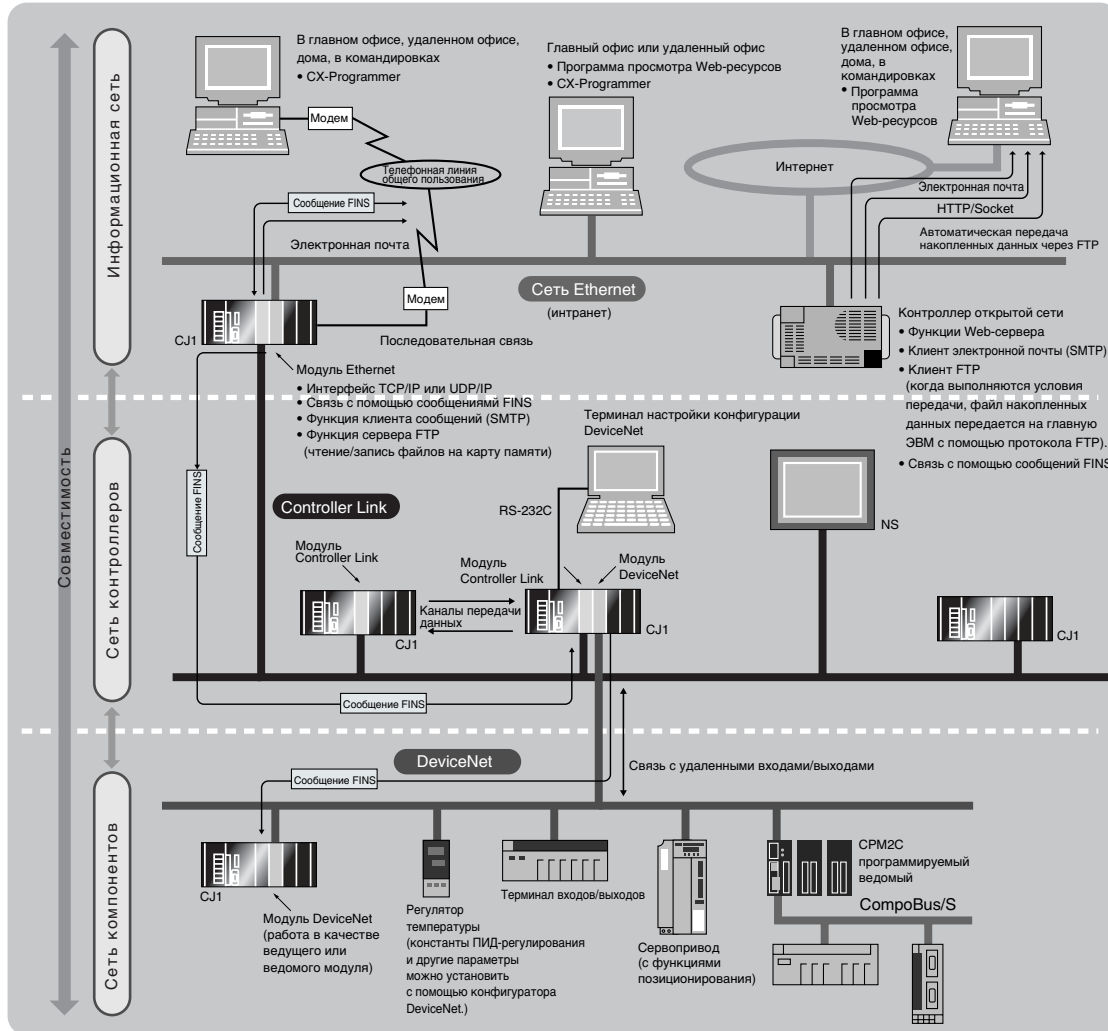 Совместимость
Информационная сеть
Сеть контроллеров
Сеть компонентов
В главном офисе, удаленном офисе,
дома, в командировках
• CX-Programmer
Модем
Телефонная линия
общего пользования
Сообщение FINS
Электронная почта
Модем
CJ1
Последовательная связь
Главный офис или удаленный офис
• Программа просмотра Web-ресурсов
• CX-Programmer
В главном офисе,
удаленном офисе,
дома, в
командировках
• Программа
просмотра
Web-ресурсов
Интернет
Электронная почта
HTTP/Socket
Автоматическая передача
накопленных данных через FTP
Сеть Ethernet
(интранет)
Модуль Ethernet
• Интерфейс TCP/IP или UDP/IP
• Связь с помощью сообщениями FINS
• Функция клиента сообщений (SMTP)
• Функция сервера FTP
(чтение/запись файлов на карту памяти)
Контроллер открытой сети
• Функции Web-сервера
• Клиент электронной почты (SMTP)
• Клиент FTP
(когда выполняются условия
передачи, файл накопленных
данных передается на главную
ЭВМ с помощью протокола FTP).
• Связь с помощью сообщений FINS
Сообщение FINS
Controller Link
Терминал настройки конфигурации
DeviceNet
RS-232C
NS
Модуль
Controller Link
Модуль
Controller Link
Модуль
DeviceNet
Каналы передачи
данных
CJ1
CJ1
CJ1
Сообщение FINS
DeviceNet
Сообщение FINS
Связь с удаленными входами/выходами
CJ1
Модуль DeviceNet
(работа в качестве
ведущего или
ведомого модуля)
Регулятор
температуры
(константы ПИД-регулирования
и другие параметры
можно установить
с помощью конфигуратора
DeviceNet.)
Терминал входов/выходов
Сервопривод
(с функциями
позиционирования)
CPM2C
программируемый
ведомый
CompoBus/S